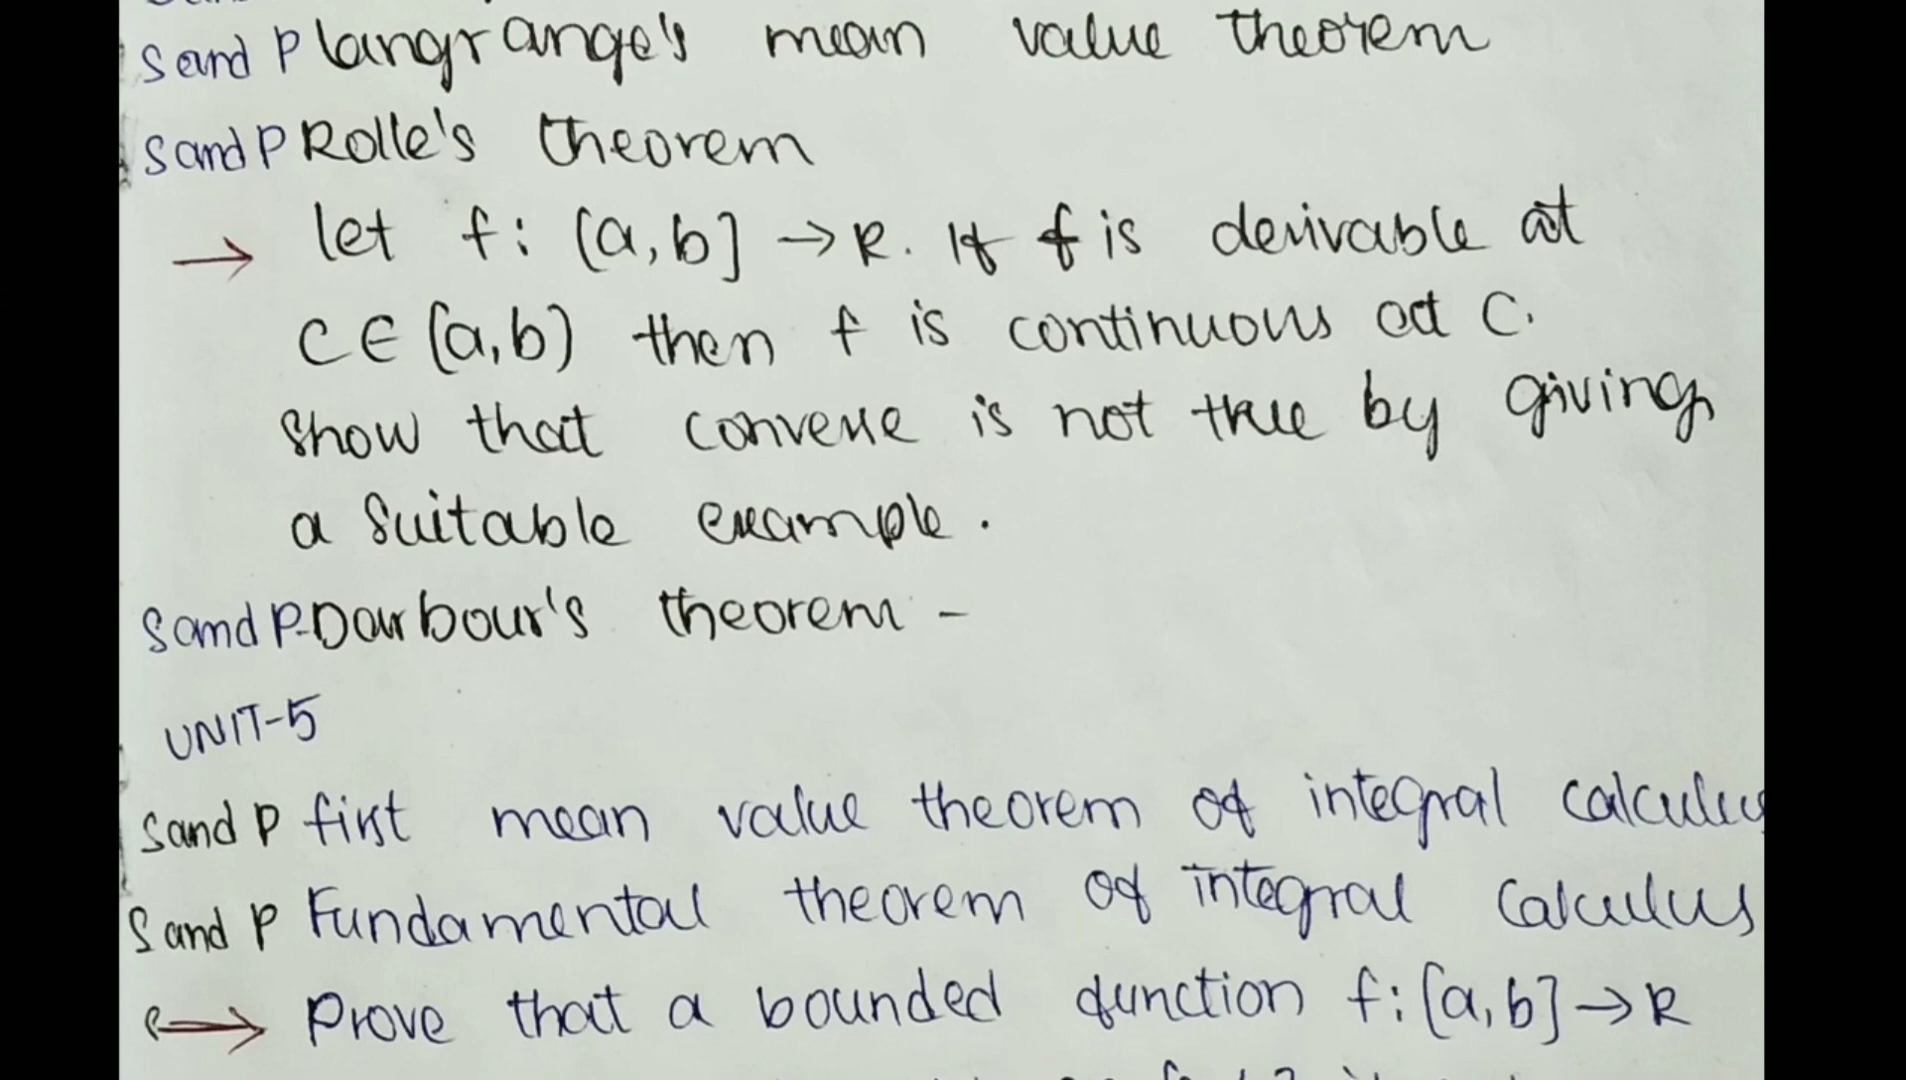 S and P langrange's mean value theorem
S and P Rolle's theorem
→ let f: [a,b] → R. If f is derivable at
C ∈ [a,b) then f is continuous at C.
Show that converse is not true by giving
a suitable example.
S and P Darbour's theorem -
UNIT-5
S and P first mean value theorem of integral calculus
S and P Fundamental theorem of integral calculus
→ Prove that a bounded function f: [a,b] → R